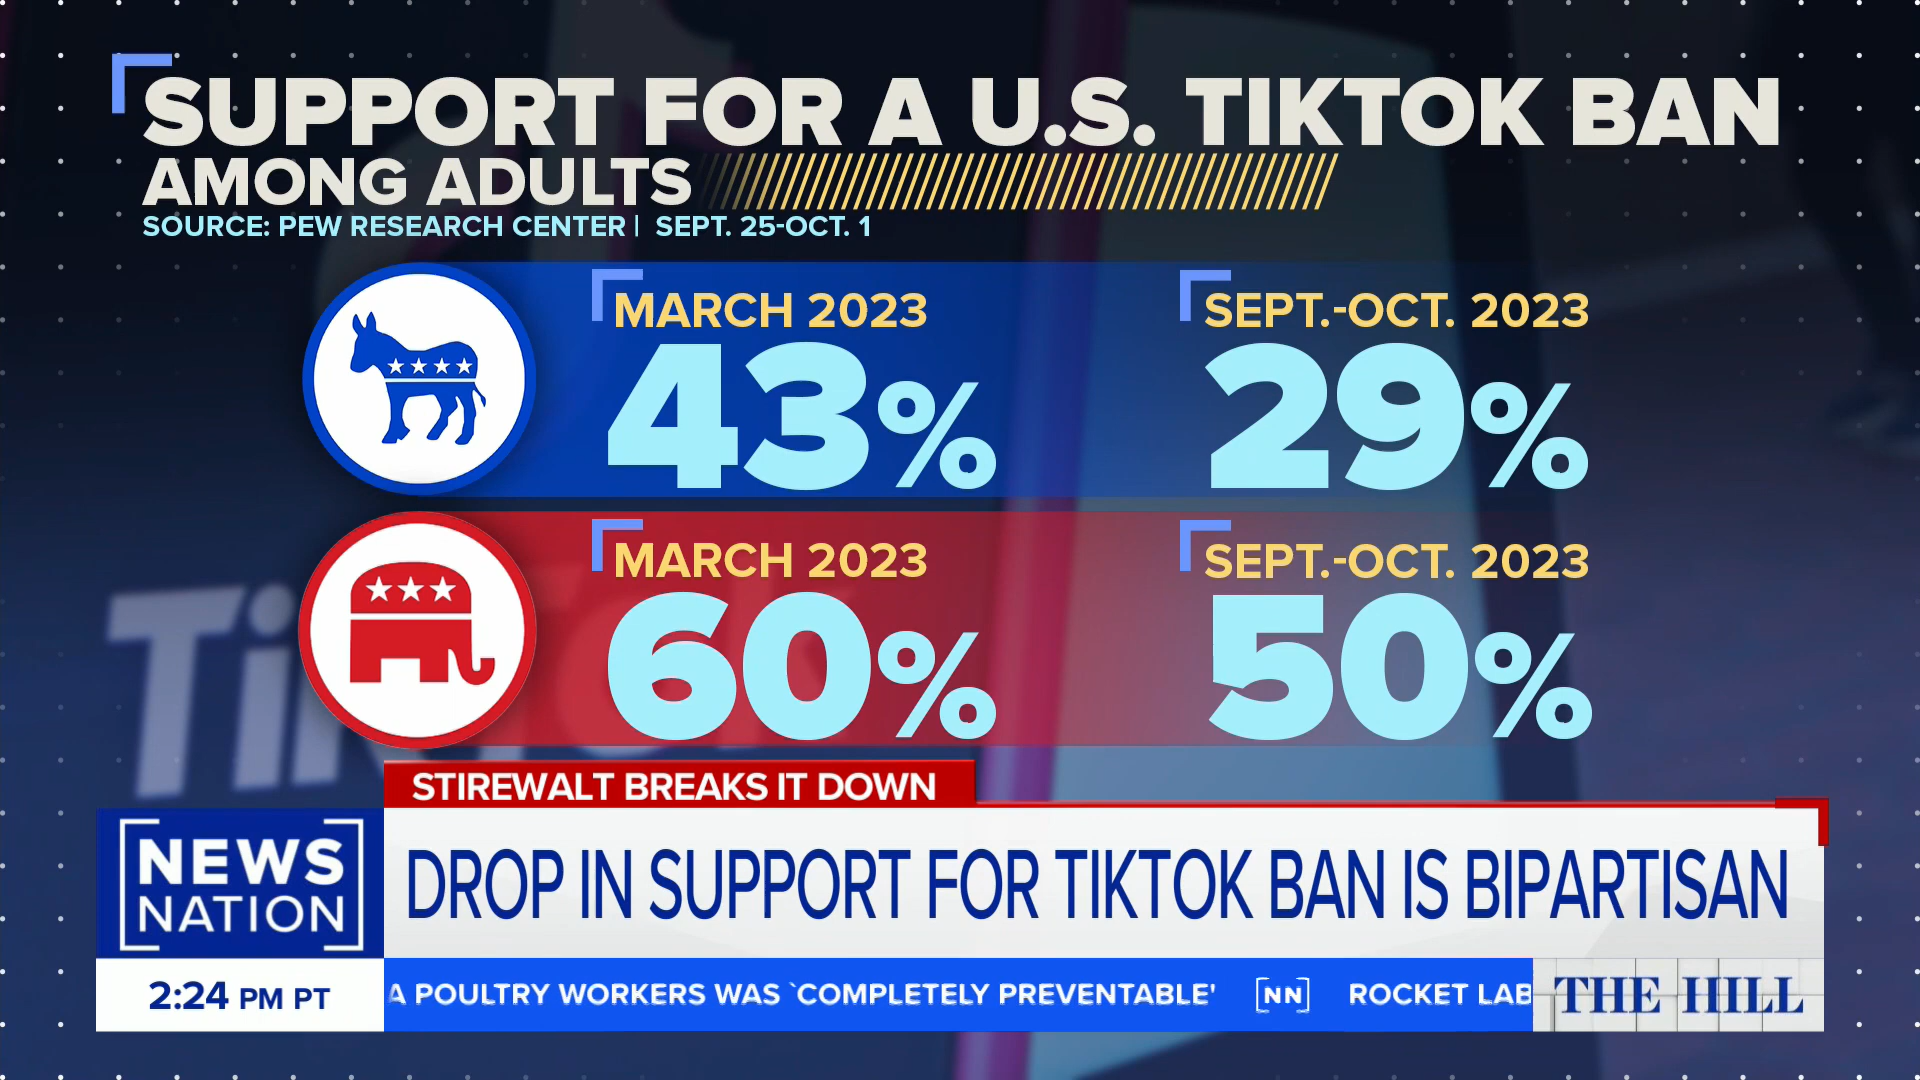 SUPPORT FOR A U.S. TIKTOK BAN
AMONG ADULTS
SOURCE: PEW RESEARCH CENTER | SEPT. 25-OCT. 1
MARCH 2023
43%
SEPT.-OCT. 2023
29%
MARCH 2023
60%
SEPT.-OCT. 2023
50%
TikTok
STIREWALT BREAKS IT DOWN
NEWS
NATION
DROP IN SUPPORT FOR TIKTOK BAN IS BIPARTISAN
2:24 PM PT
A POULTRY WORKERS WAS `COMPLETELY PREVENTABLE' [NN] ROCKET LAB
THE HILL